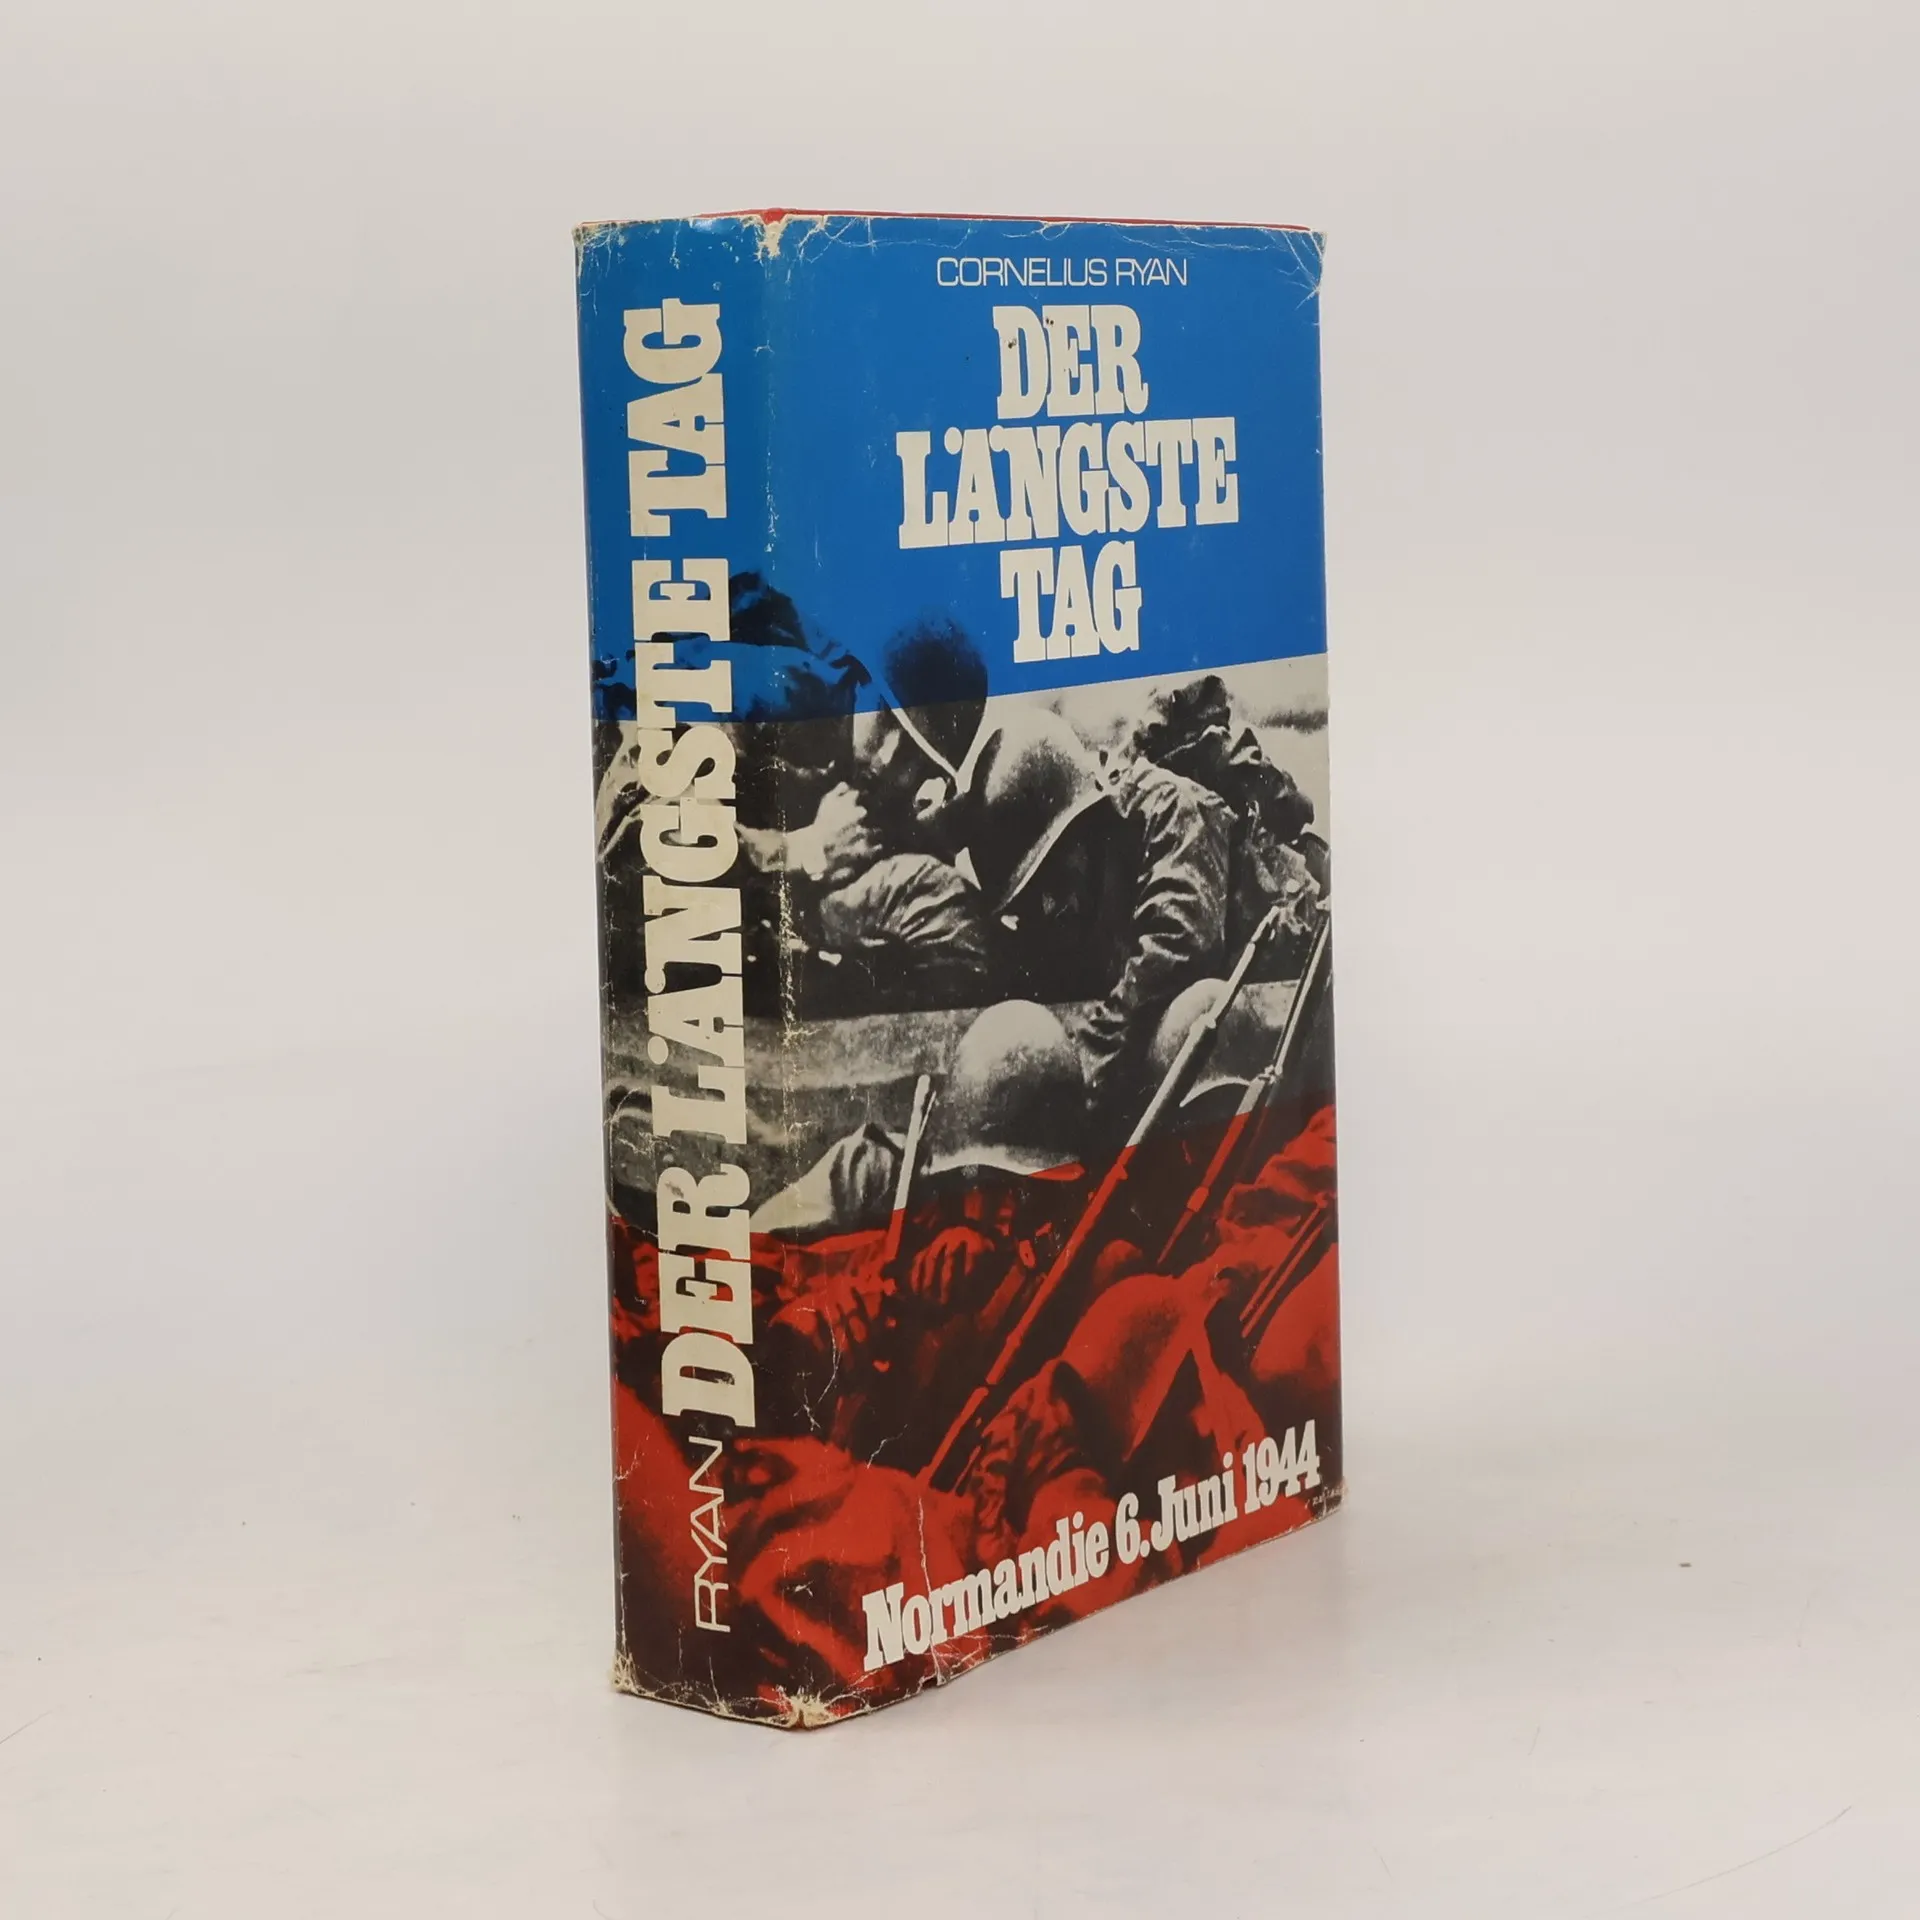 CORNELIUS RYAN
DER
LÄNGSTE
TAG
Normandie 6. Juni 1944
RYAN DER LÄNGSTE TAG